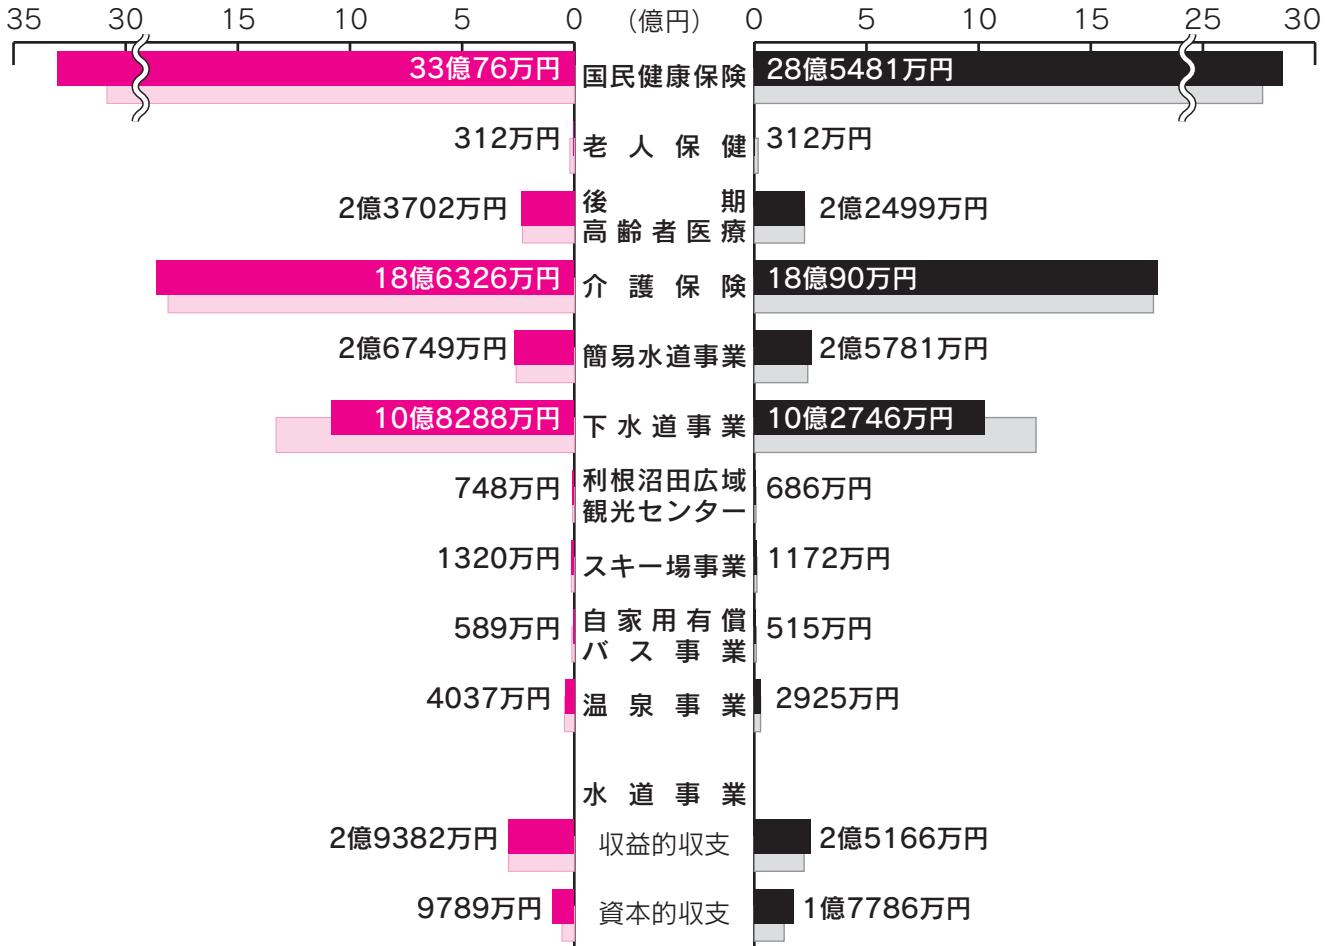 35 30 15 10 5 0 （億円） 0 5 10 15 25 30
33億76万円 国民健康保険 28億5481万円
312万円 老人保健 312万円
2億3702万円 後期高齢者医療 2億2499万円
18億6326万円 介護保険 18億90万円
2億6749万円 簡易水道事業 2億5781万円
10億8288万円 下水道事業 10億2746万円
748万円 利根沼田広域観光センター 686万円
1320万円 スキー場事業 1172万円
589万円 自家用有償バス事業 515万円
4037万円 温泉事業 2925万円
水道事業
2億9382万円 収益的収支 2億5166万円
9789万円 資本的収支 1億7786万円